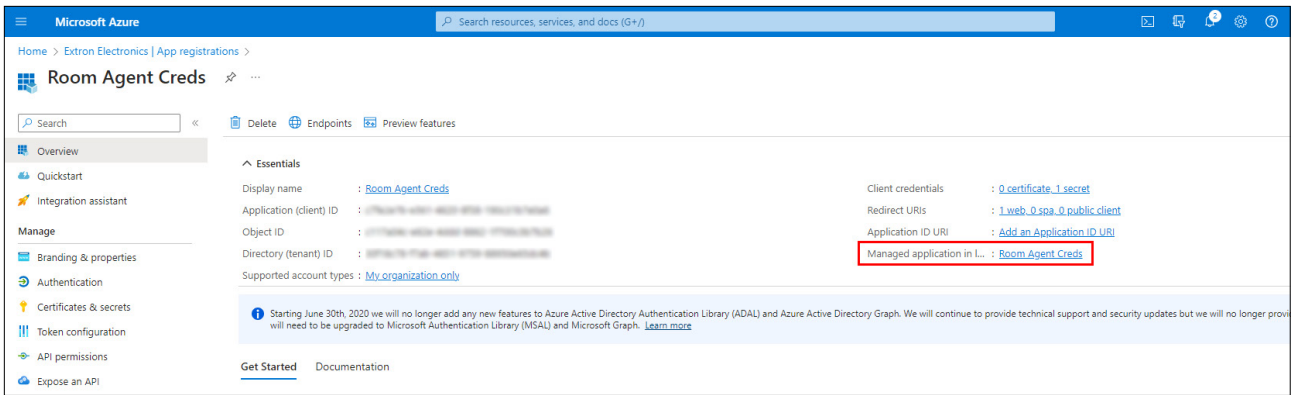 Microsoft Azure
Search resources, services, and docs (G+/)
2
Home > Extron Electronics | App registrations >
Room Agent Creds
Search
«
Delete
Endpoints
Preview features
Overview
Quickstart
Integration assistant
Manage
Branding & properties
Authentication
Certificates & secrets
Token configuration
API permissions
Expose an API
Essentials
Display name : Room Agent Creds
Application (client) ID :
Object ID :
Directory (tenant) ID :
Supported account types : My organization only
Client credentials : 0 certificate, 1 secret
Redirect URIs : 1 web, 0 spa, 0 public client
Application ID URI : Add an Application ID URI
Managed application in l... : Room Agent Creds
Starting June 30th, 2020 we will no longer add any new features to Azure Active Directory Authentication Library (ADAL) and Azure Active Directory Graph. We will continue to provide technical support and security updates but we will no longer provi
will need to be upgraded to Microsoft Authentication Library (MSAL) and Microsoft Graph. Learn more
Get Started
Documentation